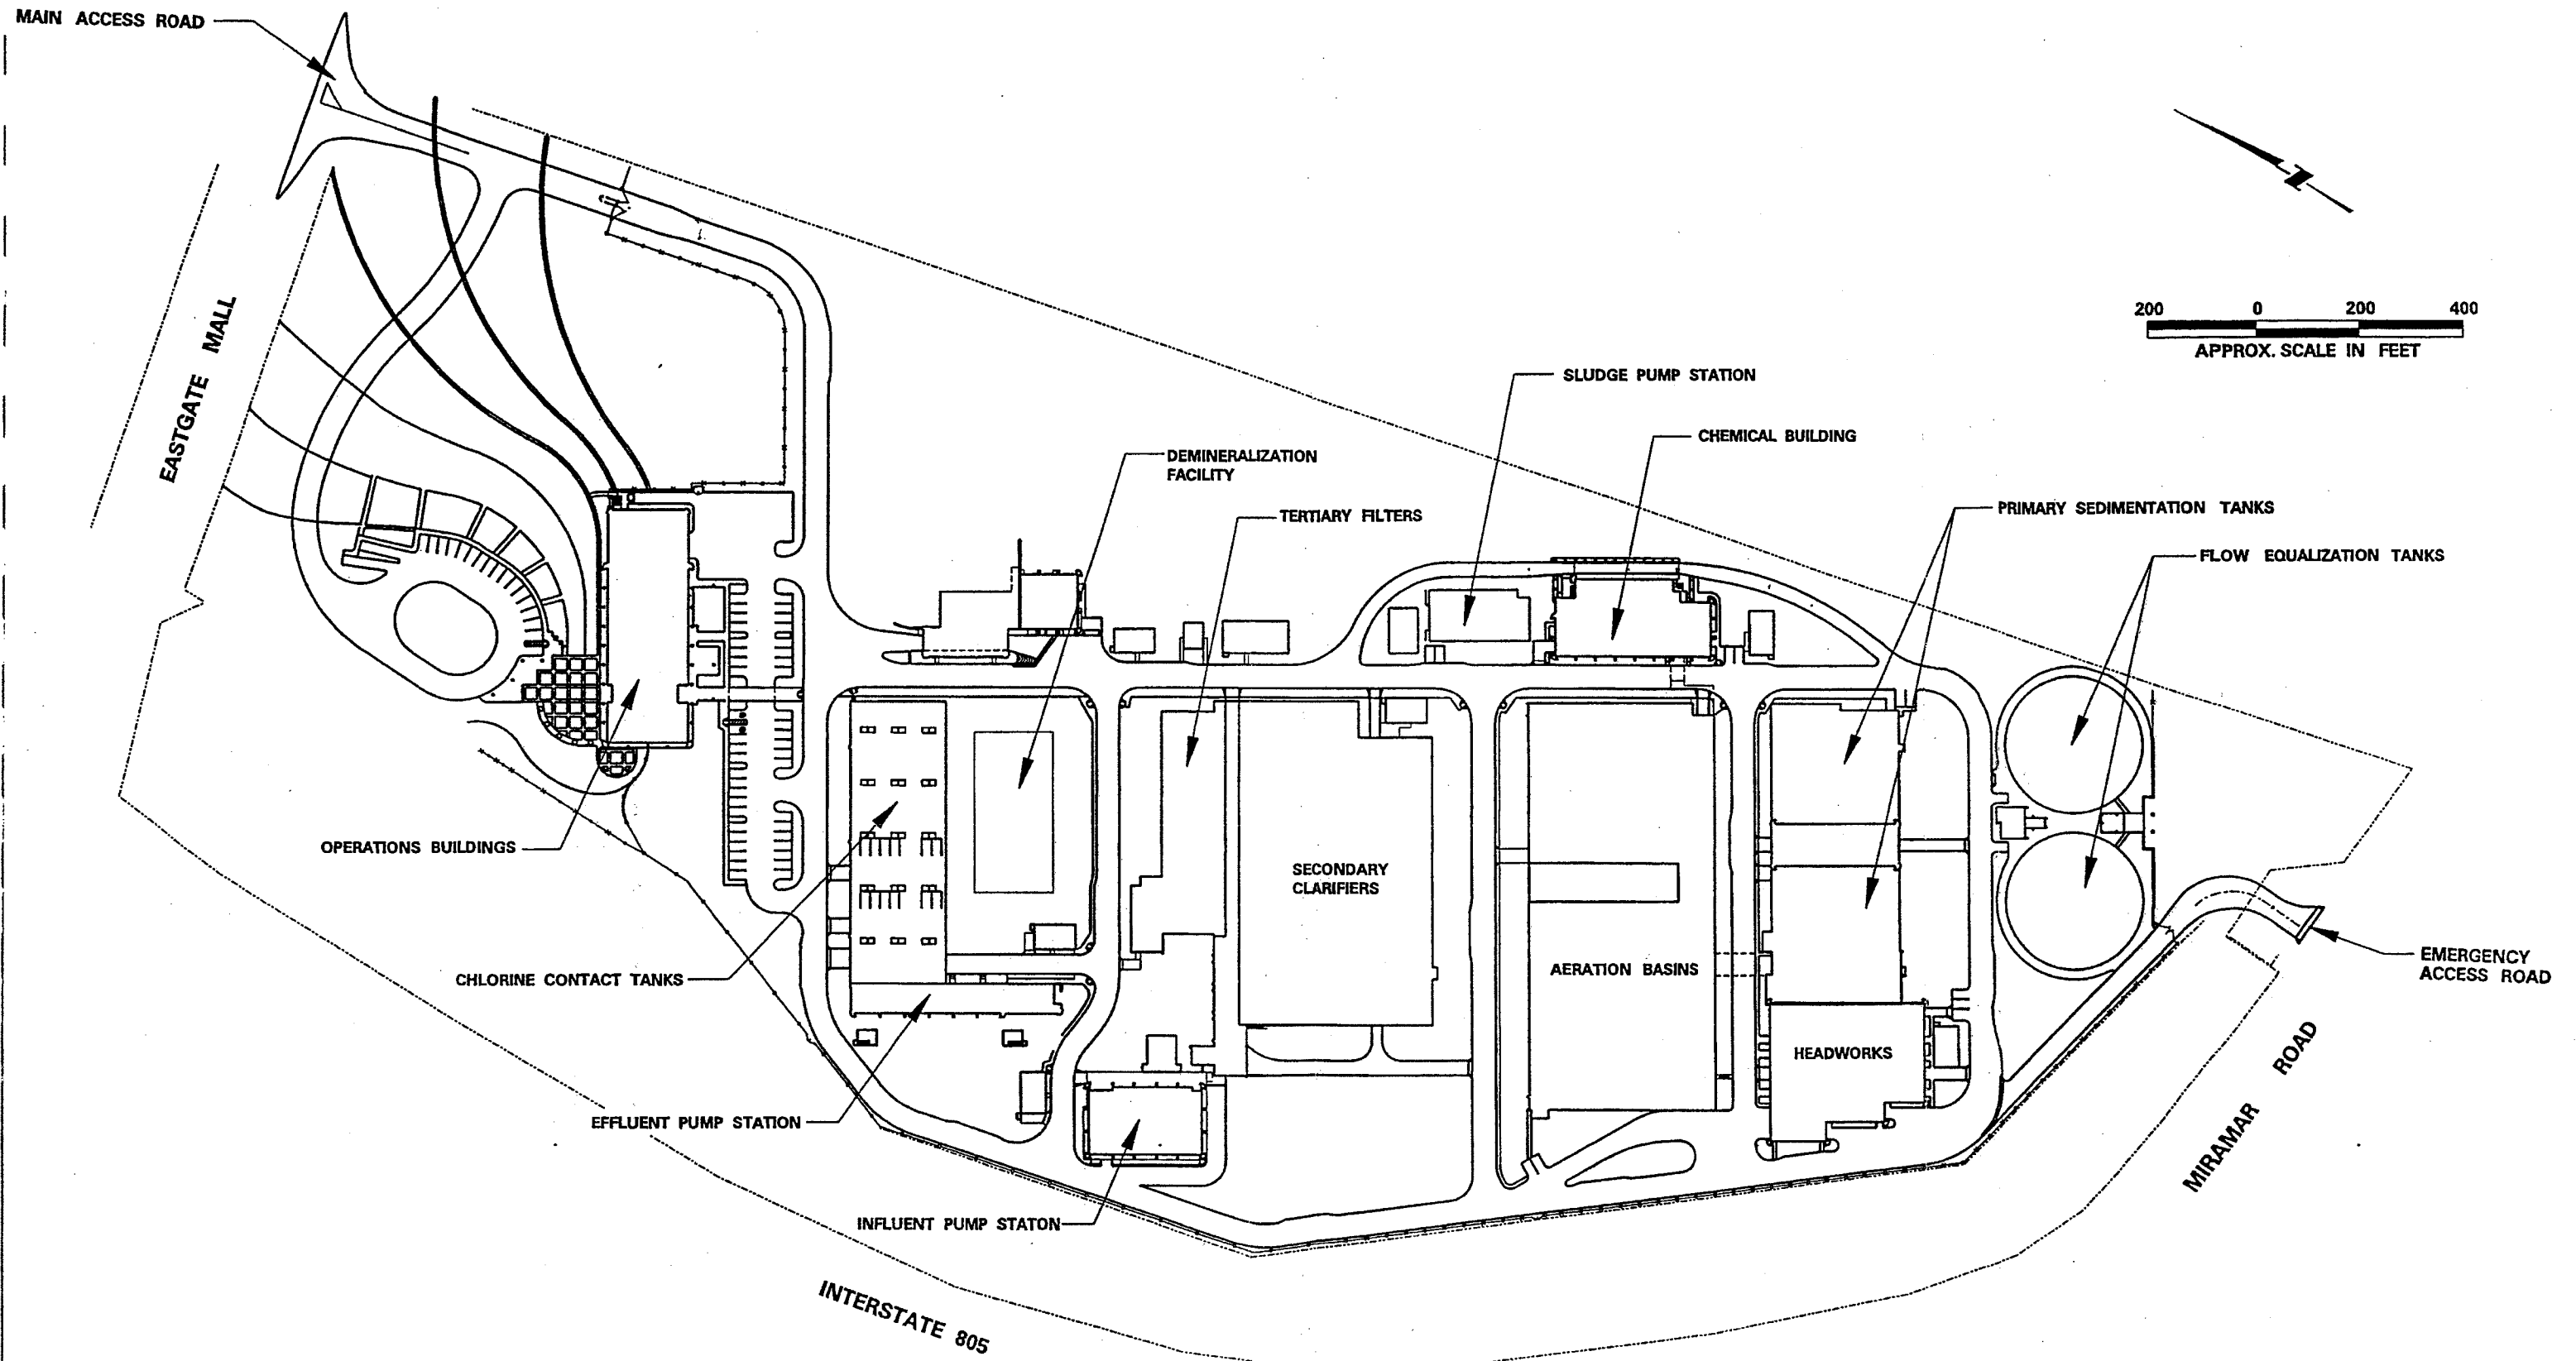 MAIN ACCESS ROAD
EASTGATE MALL
N
200 0 200 400
APPROX. SCALE IN FEET
SLUDGE PUMP STATION
CHEMICAL BUILDING
DEMINERALIZATION
FACILITY
TERTIARY FILTERS
PRIMARY SEDIMENTATION TANKS
FLOW EQUALIZATION TANKS
OPERATIONS BUILDINGS
SECONDARY
CLARIFIERS
CHLORINE CONTACT TANKS
AERATION BASINS
EMERGENCY
ACCESS ROAD
HEADWORKS
EFFLUENT PUMP STATION
MIRAMAR ROAD
INFLUENT PUMP STATON
INTERSTATE 805